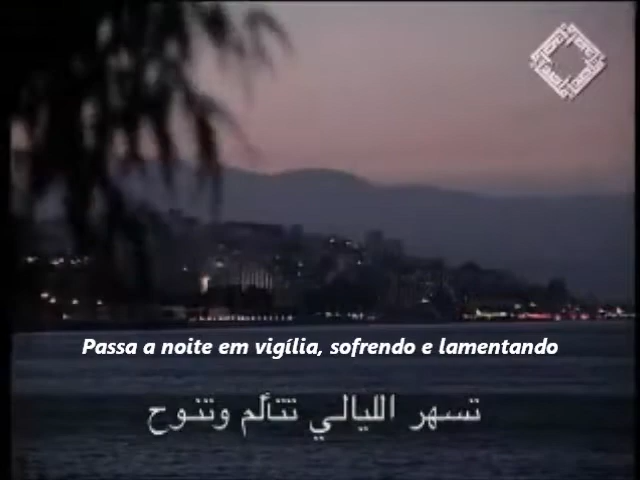 Passa a noite em vigília, sofrendo e lamentando
تسهر الليالي تتألم وتنوح